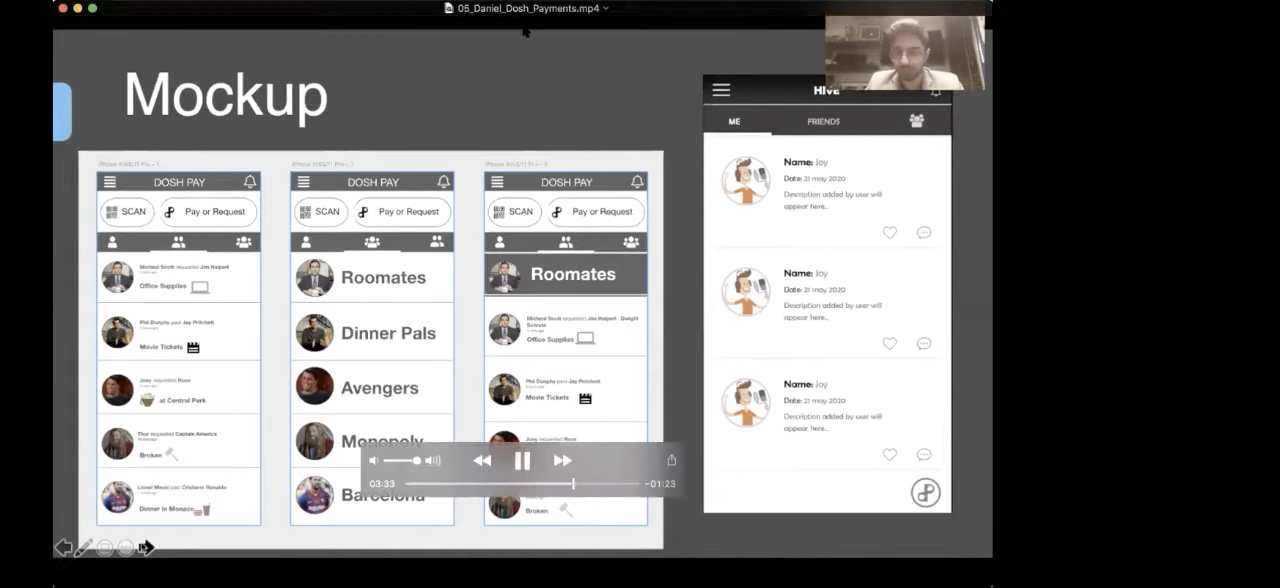 05_Daniel_Dosh_Payments.mp4
Mockup
DOSH PAY
SCAN
Pay or Request
Micheal Scott requested Jim Halpert
Office Supplies
Phil Dunphy paid Jay Pritchett
Movie Tickets
Joey requested Ross
at Central Perk
Thor requested Captain America
Broken
Lionel Messi paid Cristiano Ronaldo
Dinner in Monaco
DOSH PAY
SCAN
Pay or Request
Roomates
Dinner Pals
Avengers
Monopoly
Barcelona
DOSH PAY
SCAN
Pay or Request
Roomates
Micheal Scott requested Jim Halpert , Dwight
Schrute
Office Supplies
Phil Dunphy paid Jay Pritchett
Movie Tickets
Joey requested Ross
Broken
03:33
-01:23
HIVE
ME
FRIENDS
Name: Joy
Date: 21 may 2020
Description added by user will
appear here...
Name: Joy
Date: 21 may 2020
Description added by user will
appear here...
Name: Joy
Date: 21 may 2020
Description added by user will
appear here...